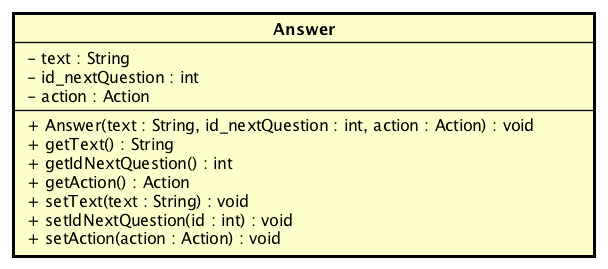 Answer
– text : String
– id_nextQuestion : int
– action : Action
+ Answer(text : String, id_nextQuestion : int, action : Action) : void
+ getText() : String
+ getIdNextQuestion() : int
+ getAction() : Action
+ setText(text : String) : void
+ setIdNextQuestion(id : int) : void
+ setAction(action : Action) : void